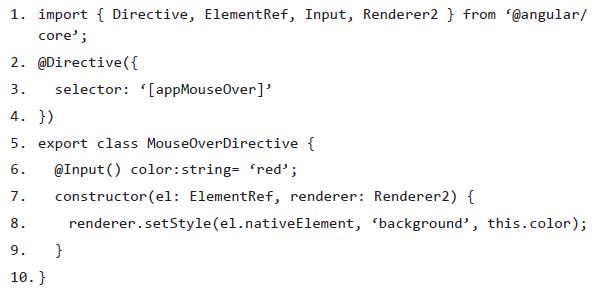 1. import { Directive, ElementRef, Input, Renderer2 } from ‘@angular/
core’;
2. @Directive({
3. selector: ‘[appMouseOver]’
4. })
5. export class MouseOverDirective {
6. @Input() color:string= ‘red’;
7. constructor(el: ElementRef, renderer: Renderer2) {
8. renderer.setStyle(el.nativeElement, ‘background’, this.color);
9. }
10. }